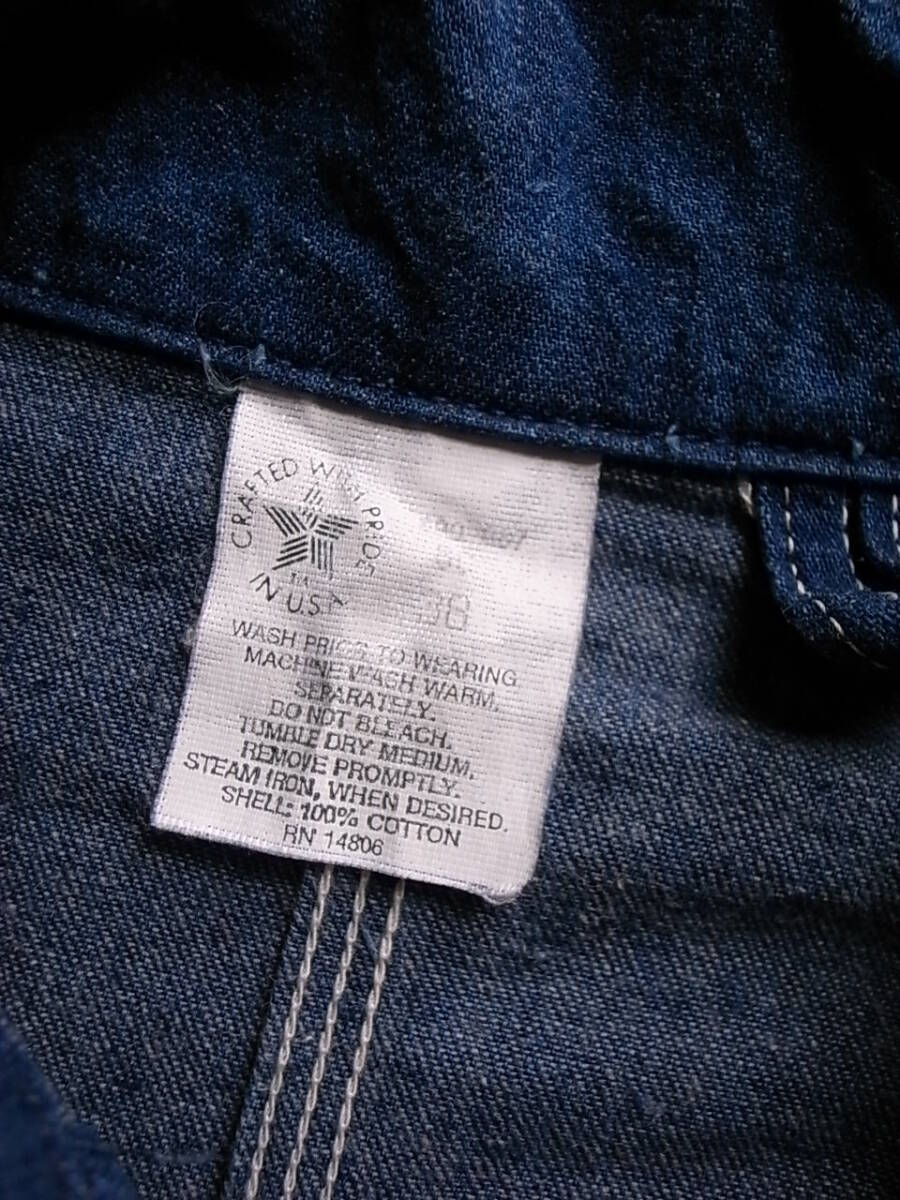 CRAFTED WITH PRIDE
IN U.S.A.
38
WASH PRIOR TO WEARING
MACHINE WASH WARM,
SEPARATELY.
DO NOT BLEACH.
TUMBLE DRY MEDIUM,
REMOVE PROMPTLY.
STEAM IRON, WHEN DESIRED.
SHELL: 100% COTTON
RN 14806